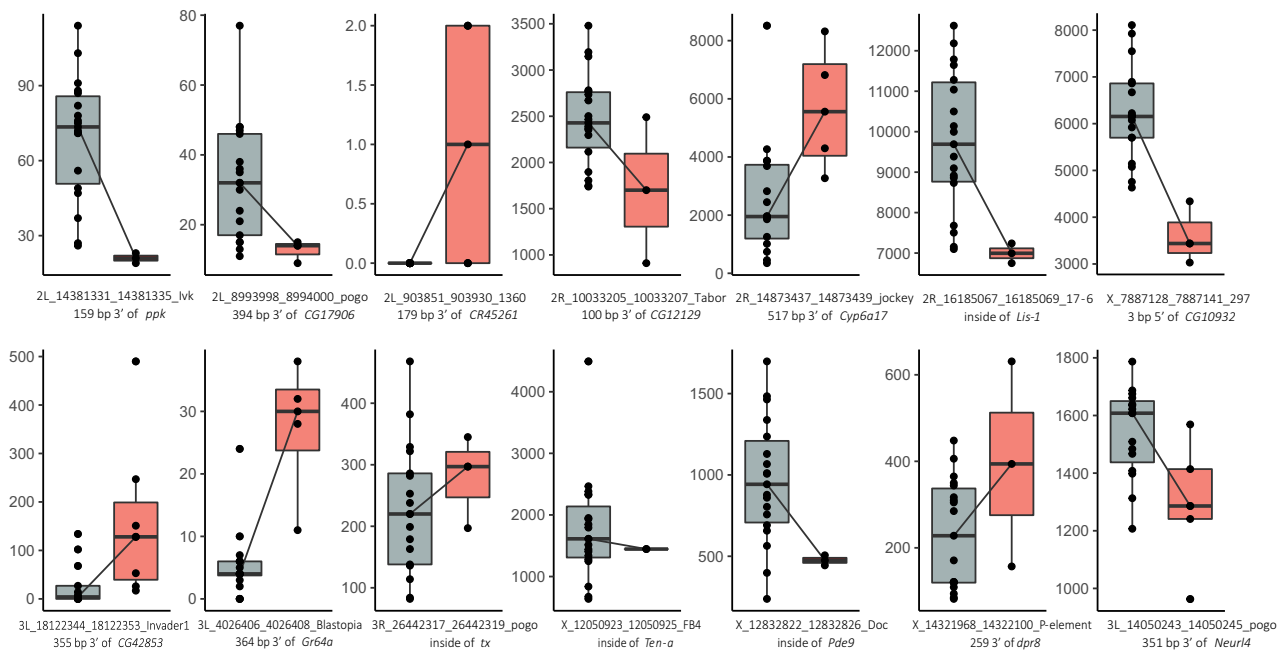 90
60
30
2L_14381331_14381335_Ivk
159 bp 3’ of ppk
80
60
40
20
2L_8993998_8994000_pogo
394 bp 3’ of CG17906
2.0
1.5
1.0
0.5
0.0
2L_903851_903930_1360
179 bp 3’ of CR45261
3500
3000
2500
2000
1500
1000
2R_10033205_10033207_Tabor
100 bp 3’ of CG12129
8000
6000
4000
2000
0
2R_14873437_14873439_jockey
517 bp 3’ of Cyp6a17
12000
11000
10000
9000
8000
7000
2R_16185067_16185069_17-6
inside of Lis-1
8000
7000
6000
5000
4000
3000
X_7887128_7887141_297
3 bp 5’ of CG10932
500
400
300
200
100
0
3L_18122344_18122353_Invader1
355 bp 3’ of CG42853
30
20
10
0
3L_4026406_4026408_Blastopia
364 bp 3’ of Gr64a
400
300
200
100
3R_26442317_26442319_pogo
inside of tx
4000
3000
2000
1000
X_12050923_12050925_FB4
inside of Ten-a
1500
1000
500
X_12832822_12832826_Doc
inside of Pde9
600
400
200
X_14321968_14322100_P-element
259 3’ of dpr8
1800
1600
1400
1200
1000
3L_14050243_14050245_pogo
351 bp 3’ of Neurl4